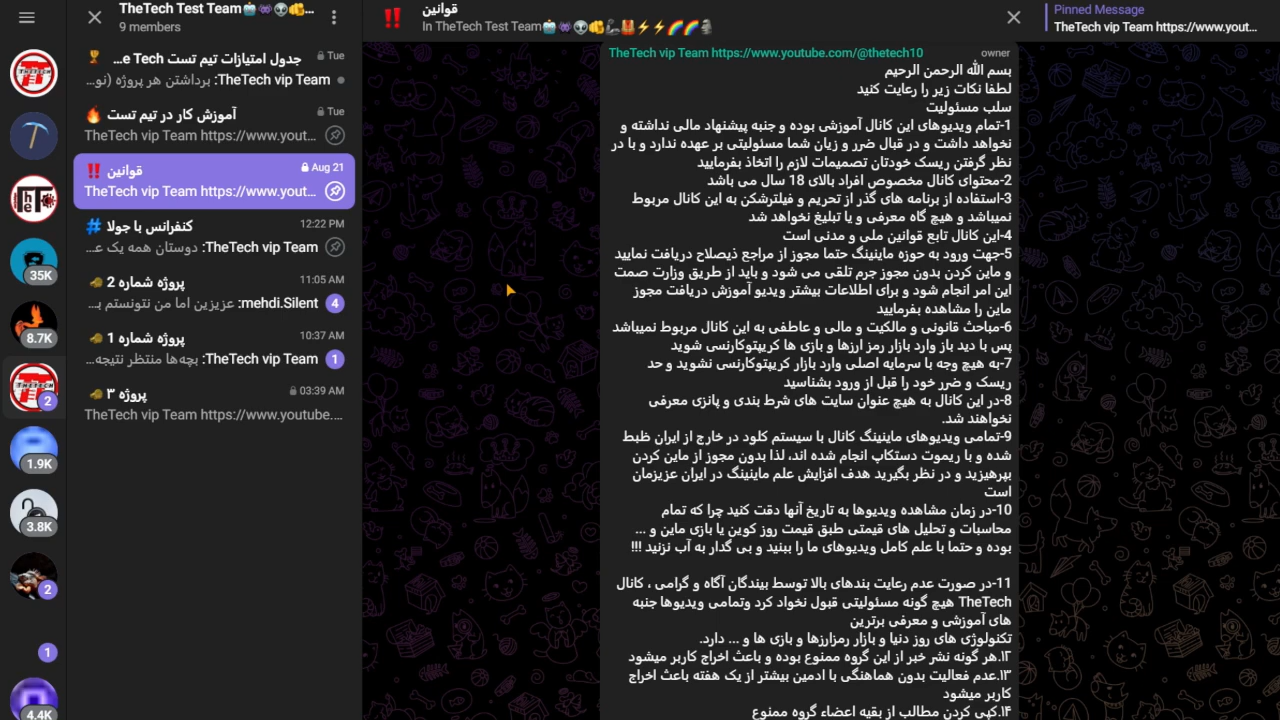 TheTech Test Team
9 members
جدول امتیازات تیم تست e Tech ...
Tue
TheTech vip Team: برداشتن هر پروژه (نو...
آموزش کار در تیم تست
Tue
TheTech vip Team https://www.yout...
قوانین
Aug 21
TheTech vip Team https://www.yout...
کنفرانس با جولا
12:22 PM
TheTech vip Team: دوستان همه یک عـ...
پروژه شماره 2
11:05 AM
mehdi.Silent: عزیزین اما من نتونستم بـ...
4
پروژه شماره 1
10:37 AM
TheTech vip Team: بچه‌ها منتظر نتیجه...
1
پروژه ۳
03:39 AM
TheTech vip Team https://www.youtube....
35K
8.7K
2
1.9K
3.8K
2
1
4.4K
قوانین
In TheTech Test Team
Pinned Message
TheTech vip Team https://www.yout...
TheTech vip Team https://www.youtube.com/@thetech10
owner
بسم الله الرحمن الرحیم
لطفا نکات زیر را رعایت کنید
سلب مسئولیت
1-تمام ویدیوهای این کانال آموزشی بوده و جنبه پیشنهاد مالی نداشته و
نخواهد داشت و در قبال ضرر و زیان شما مسئولیتی بر عهده ندارد و با در
نظر گرفتن ریسک خودتان تصمیمات لازم را اتخاذ بفرمایید
2-محتوای کانال مخصوص افراد بالای 18 سال می باشد
3-استفاده از برنامه های گذر از تحریم و فیلترشکن به این کانال مربوط
نمیباشد و هیچ گاه معرفی و یا تبلیغ نخواهد شد
4-این کانال تابع قوانین ملی و مدنی است
5-جهت ورود به حوزه ماینینگ حتما مجوز از مراجع ذیصلاح دریافت نمایید
و ماین کردن بدون مجوز جرم تلقی می شود و باید از طریق وزارت صمت
این امر انجام شود و برای اطلاعات بیشتر ویدیو آموزش دریافت مجوز
ماین را مشاهده بفرمایید
6-مباحث قانونی و مالکیت و مالی و عاطفی به این کانال مربوط نمیباشد
پس با دید باز وارد بازار رمز ارزها و بازی ها کریپتوکارنسی شوید
7-به هیچ وجه با سرمایه اصلی وارد بازار کریپتوکارنسی نشوید و حد
ریسک و ضرر خود را قبل از ورود بشناسید
8-در این کانال به هیچ عنوان سایت های شرط بندی و پانزی معرفی
نخواهند شد.
9-تمامی ویدیوهای ماینینگ کانال با سیستم کلود در خارج از ایران ظبط
شده و با ریموت دستکاپ انجام شده اند، لذا بدون مجوز از ماین کردن
بپرهیزید و در نظر بگیرید هدف افزایش علم ماینینگ در ایران عزیزمان
است
10-در زمان مشاهده ویدیوها به تاریخ آنها دقت کنید چرا که تمام
محاسبات و تحلیل های قیمتی طبق قیمت روز کوین یا بازی ماین و ...
بوده و حتما با علم کامل ویدیوهای ما را ببنید و بی گدار به آب نزنید !!!
11-در صورت عدم رعایت بندهای بالا توسط بیندگان آگاه و گرامی ، کانال
TheTech هیچ گونه مسئولیتی قبول نخواد کرد وتمامی ویدیوها جنبه
های آموزشی و معرفی برترین
تکنولوژی های روز دنیا و بازار رمزارزها و بازی ها و ... دارد.
۱۲.هر گونه نشر خبر از این گروه ممنوع بوده و باعث اخراج کاربر میشود
۱۳.عدم فعالیت بدون هماهنگی با ادمین بیشتر از یک هفته باعث اخراج
کاربر میشود
۱۴.کپی کردن مطالب از بقیه اعضاء گروه ممنوع